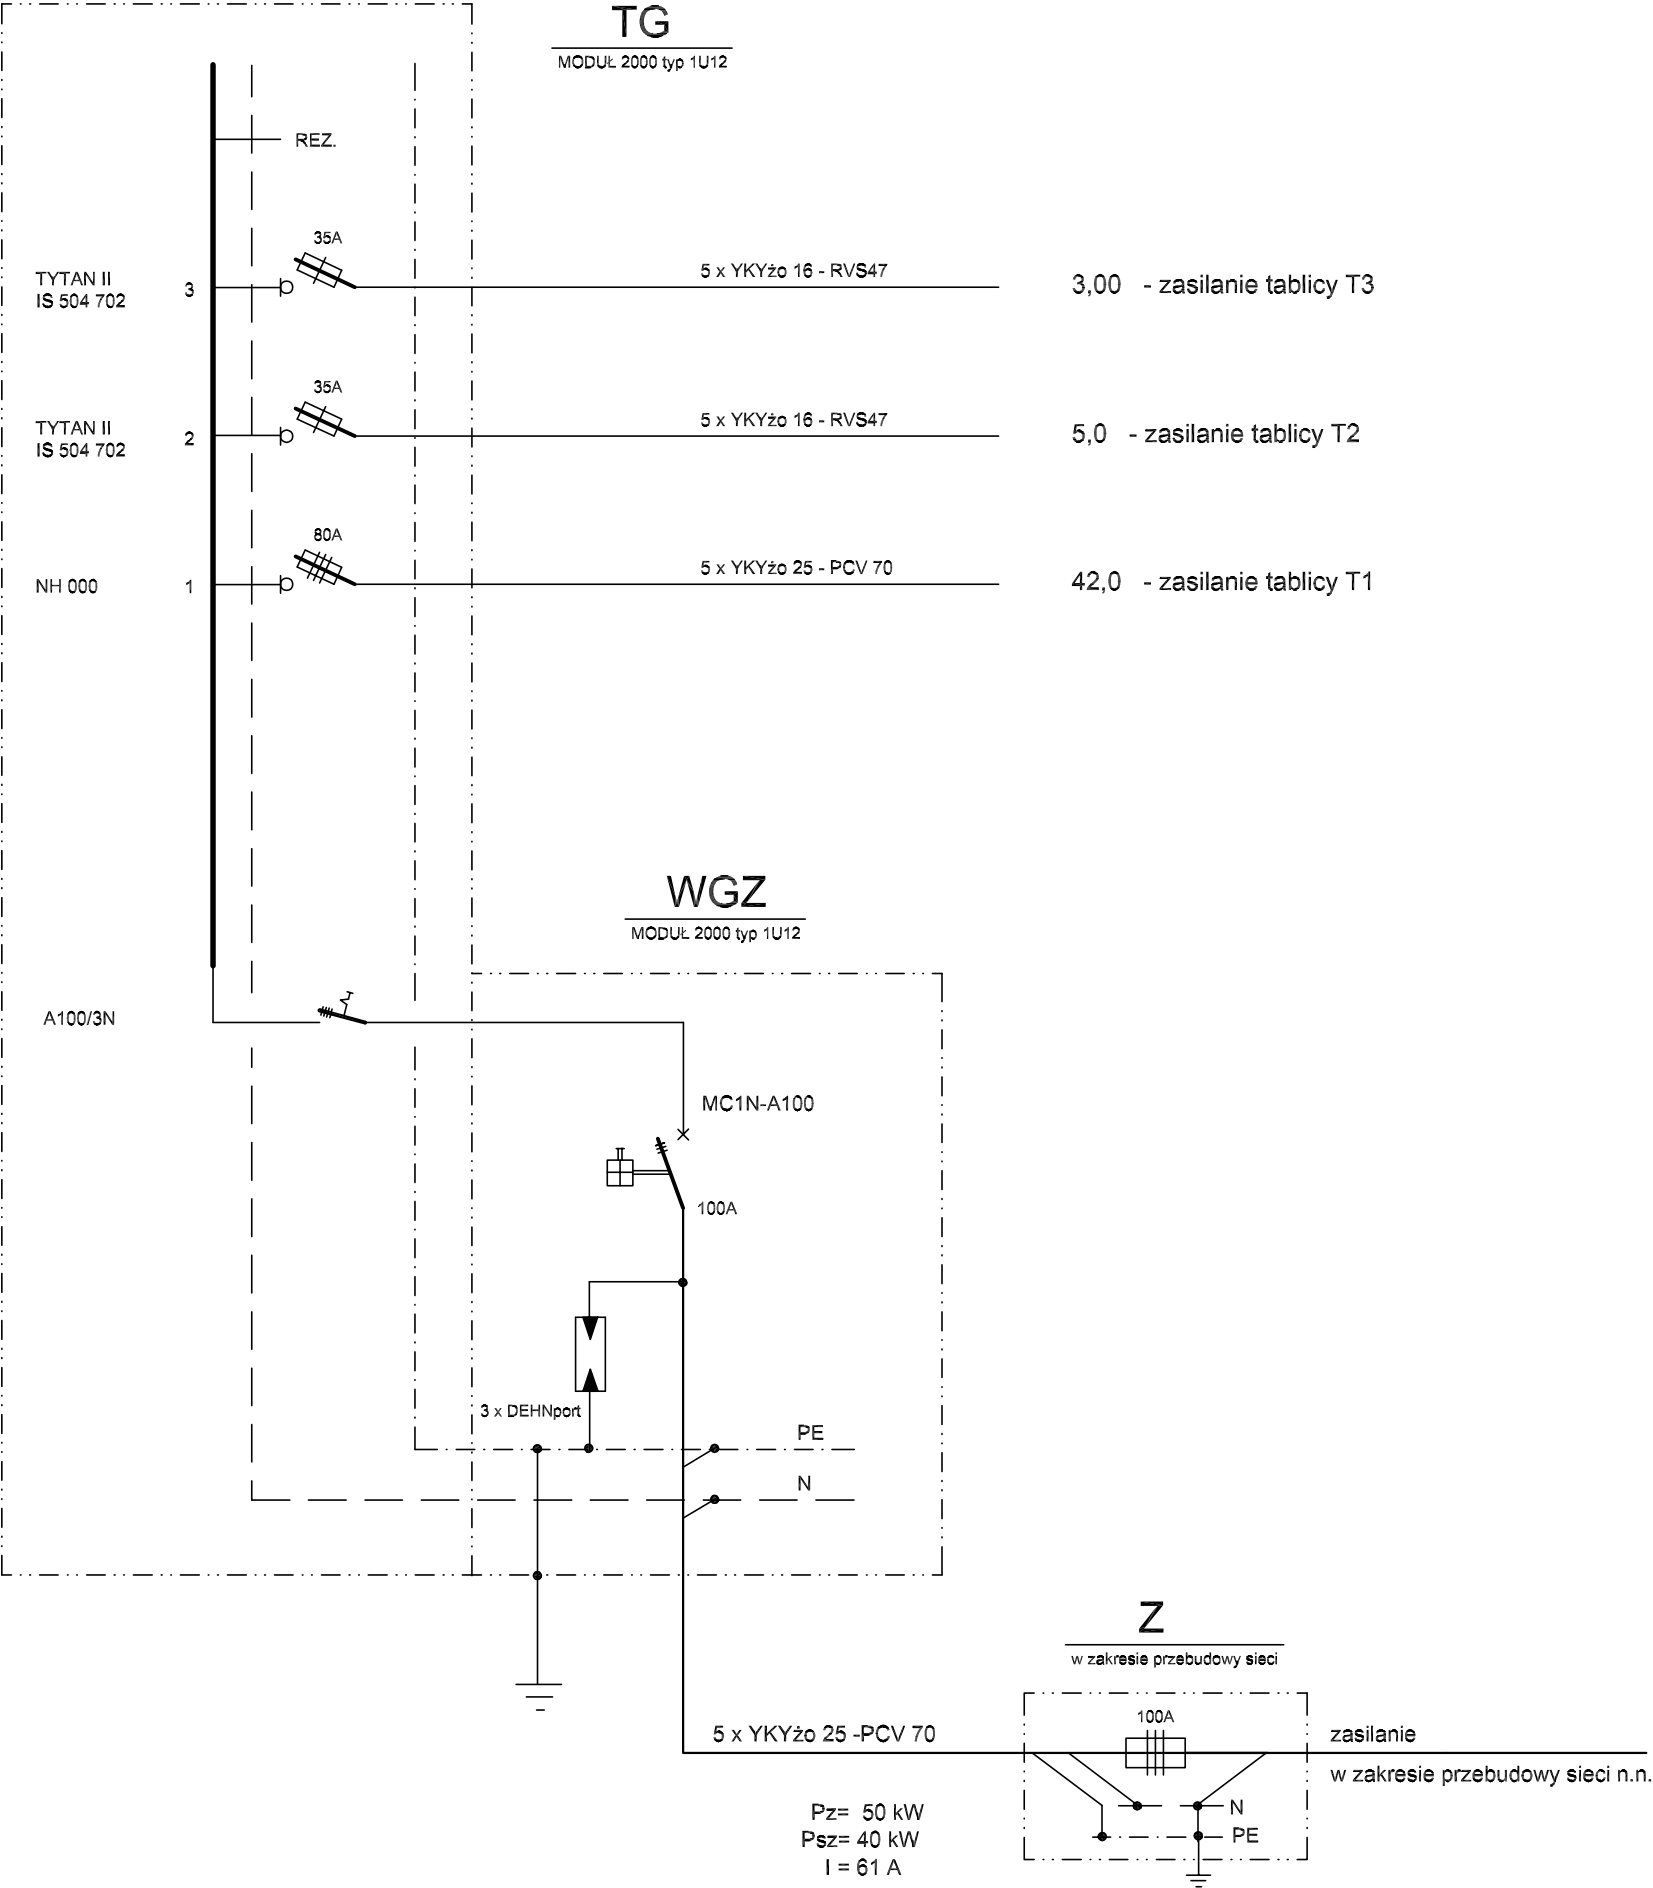 TG
MODUŁ 2000 typ 1U12
REZ.
35A
TYTAN II
IS 504 702
3
5 x YKYżo 16 - RVS47
3,00 - zasilanie tablicy T3
35A
TYTAN II
IS 504 702
2
5 x YKYżo 16 - RVS47
5,0 - zasilanie tablicy T2
80A
NH 000
1
5 x YKYżo 25 - PCV 70
42,0 - zasilanie tablicy T1
WGZ
MODUŁ 2000 typ 1U12
A100/3N
MC1N-A100
100A
3 x DEHNport
PE
N
Z
w zakresie przebudowy sieci
100A
5 x YKYżo 25 -PCV 70
zasilanie
w zakresie przebudowy sieci n.n.
N
PE
Pz= 50 kW
Psz= 40 kW
I = 61 A